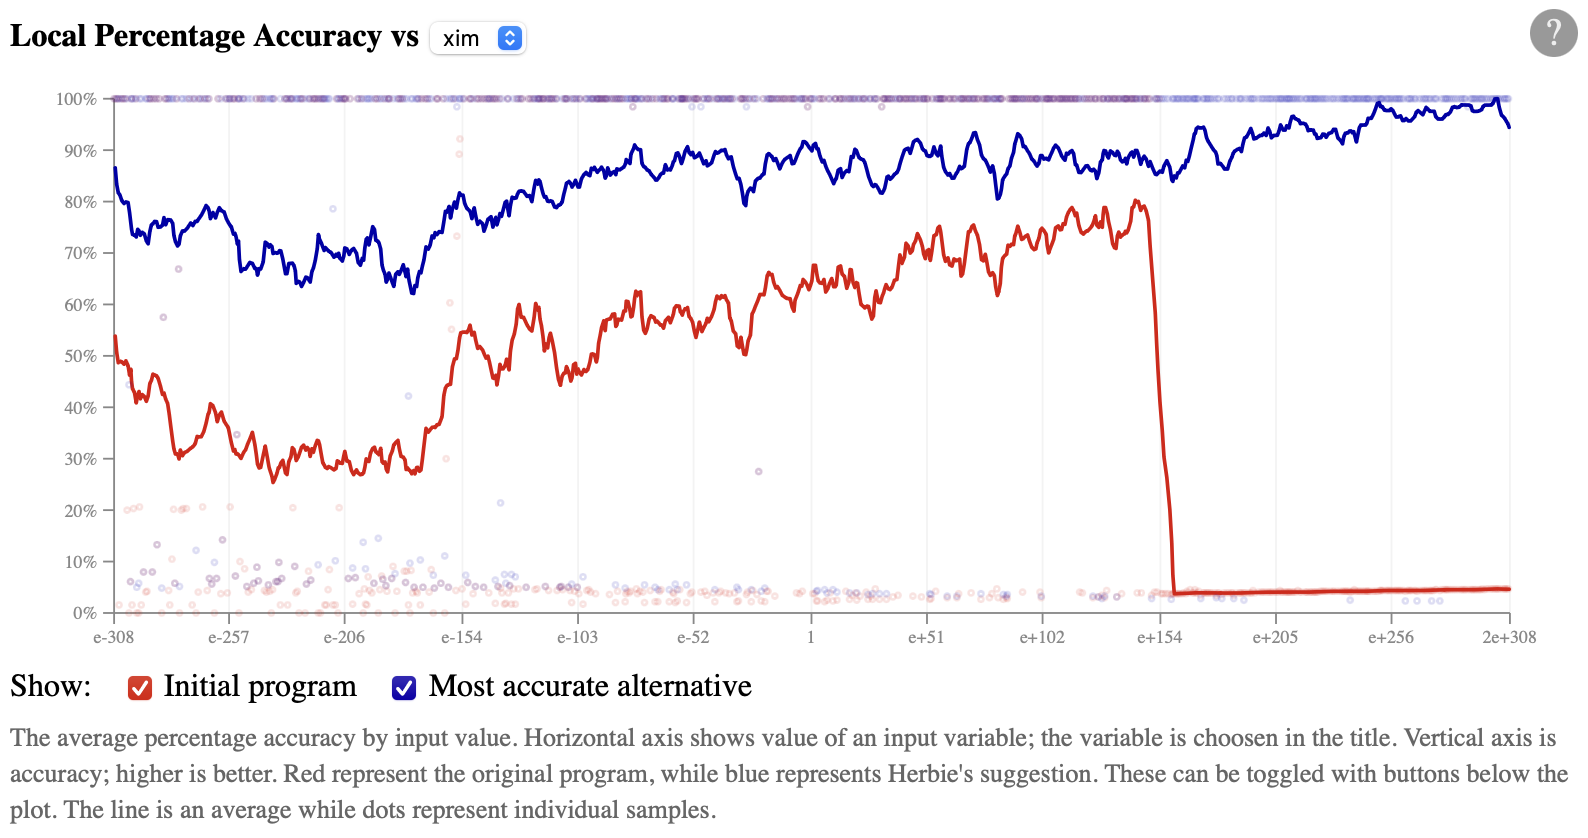 Local Percentage Accuracy vs xim
?
100%
90%
80%
70%
60%
50%
40%
30%
20%
10%
0%
e-308 e-257 e-206 e-154 e-103 e-52 1 e+51 e+102 e+154 e+205 e+256 2e+308
Show: Initial program Most accurate alternative
The average percentage accuracy by input value. Horizontal axis shows value of an input variable; the variable is choosen in the title. Vertical axis is
accuracy; higher is better. Red represent the original program, while blue represents Herbie's suggestion. These can be toggled with buttons below the
plot. The line is an average while dots represent individual samples.